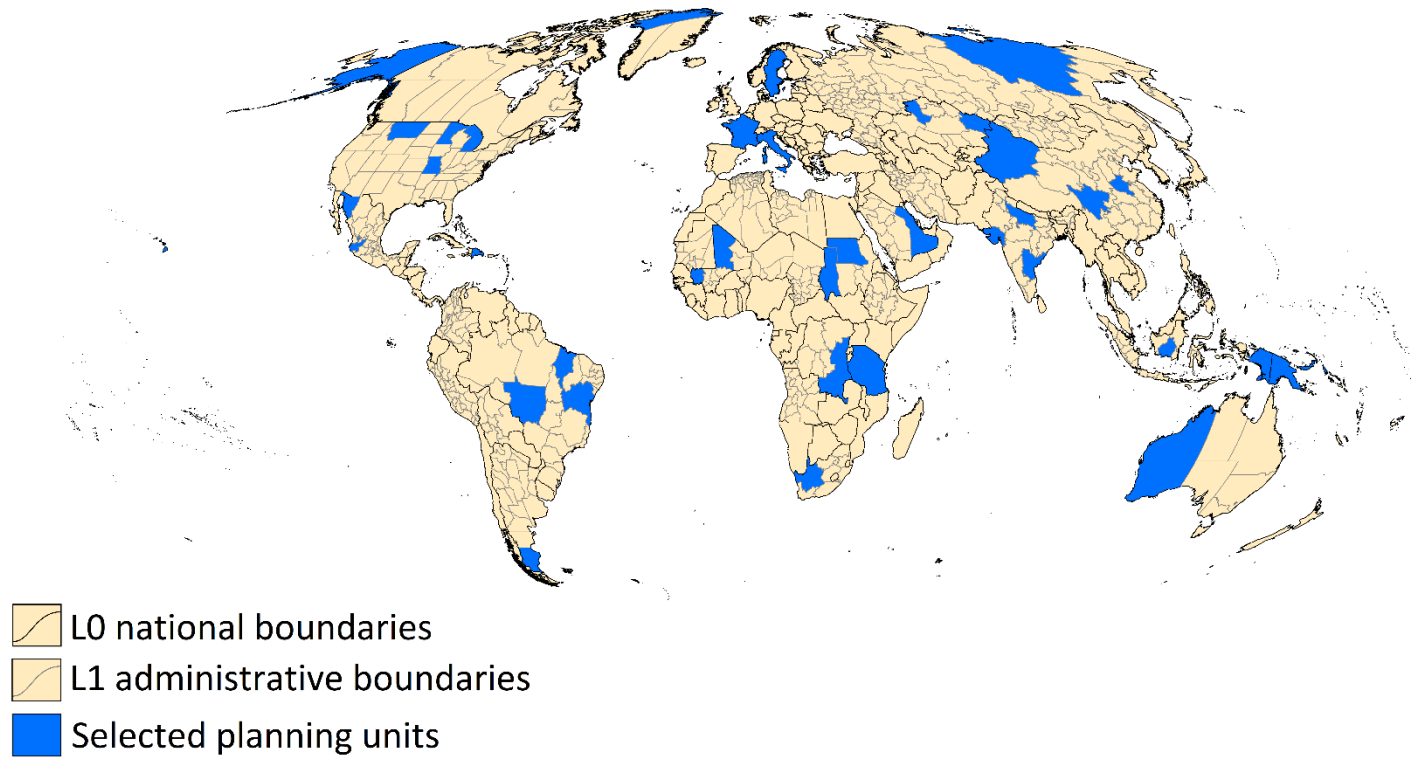 L0 national boundaries
L1 administrative boundaries
Selected planning units